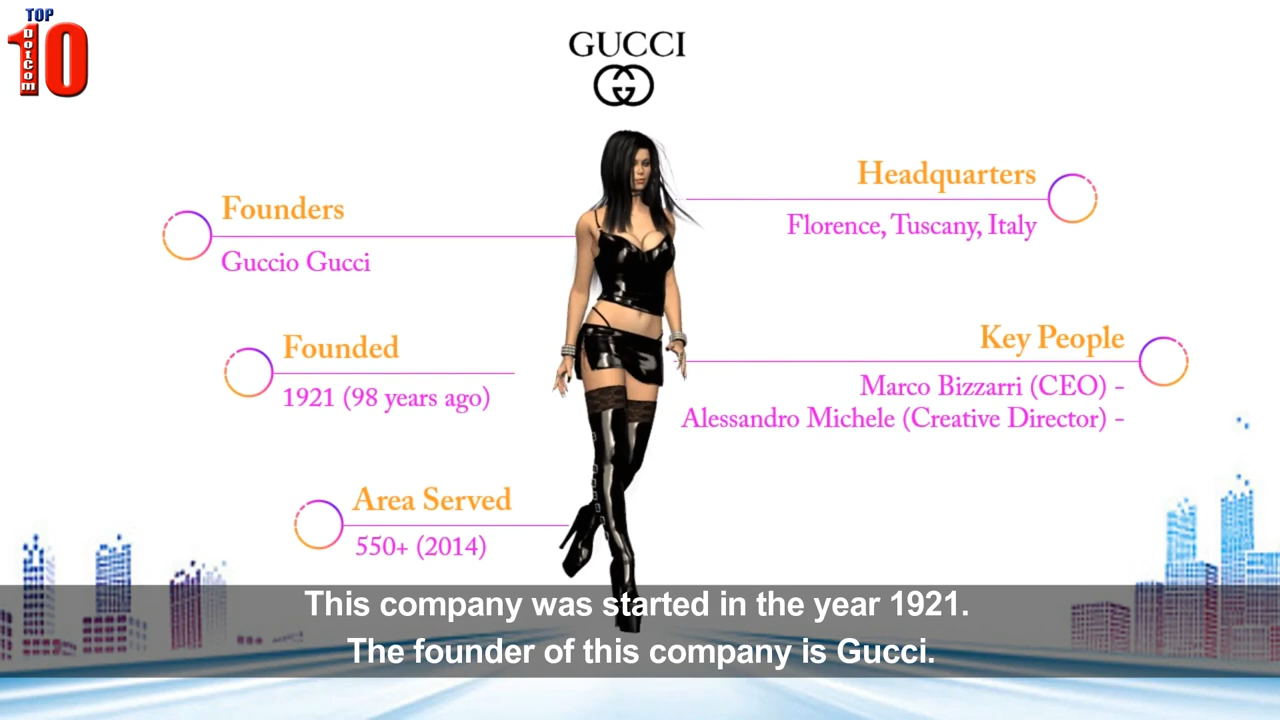 TOP
10
Dotcom
GUCCI
Founders
Guccio Gucci
Headquarters
Florence, Tuscany, Italy
Founded
1921 (98 years ago)
Key People
Marco Bizzarri (CEO) -
Alessandro Michele (Creative Director) -
Area Served
550+ (2014)
This company was started in the year 1921.
The founder of this company is Gucci.